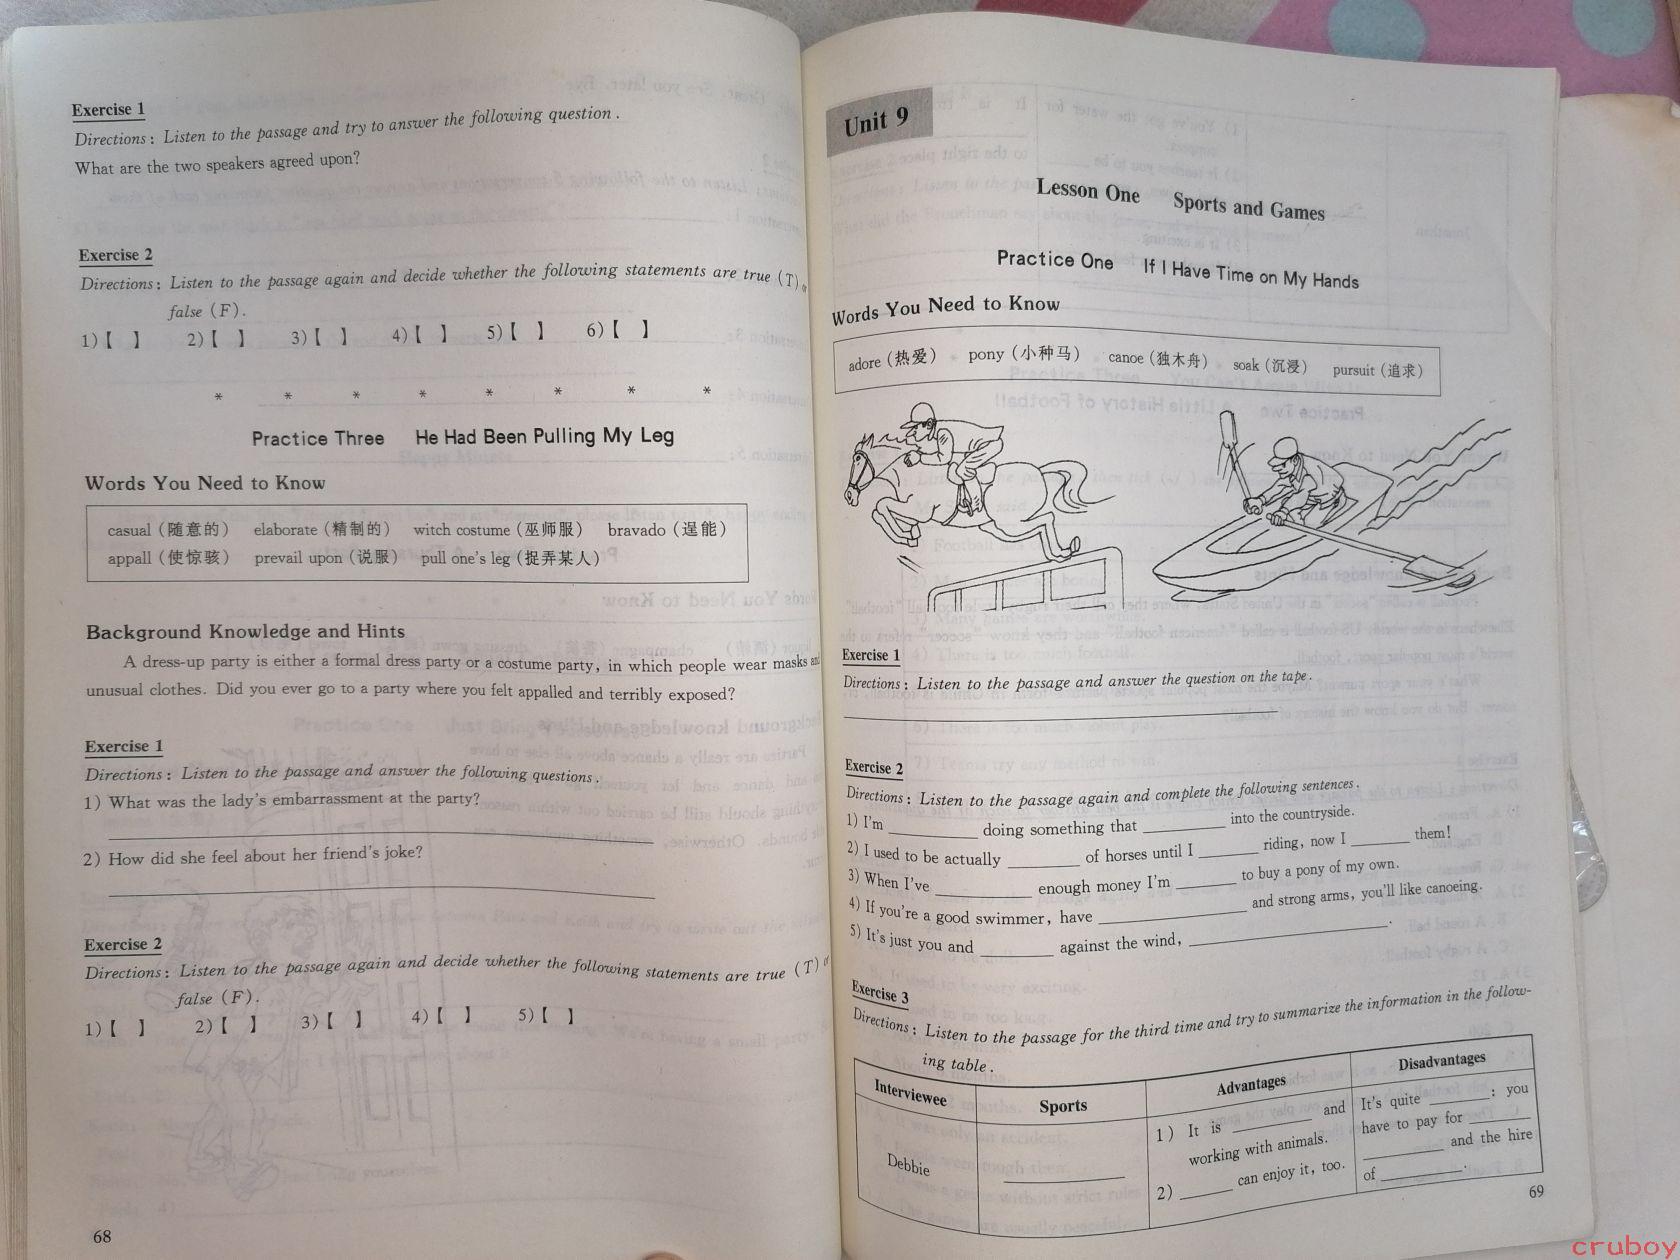 Exercise 1
Directions: Listen to the passage and try to answer the following question.
What are the two speakers agreed upon?
Exercise 2
Directions: Listen to the passage again and decide whether the following statements are true (T) or
false (F).
1)【 】 2)【 】 3)【 】 4)【 】 5)【 】 6)【 】
* * * * * * * *
Practice Three He Had Been Pulling My Leg
Words You Need to Know
casual (随意的) elaborate (精制的) witch costume (巫师服) bravado (逞能)
appall (使惊骇) prevail upon (说服) pull one's leg (捉弄某人)
Background Knowledge and Hints
A dress-up party is either a formal dress party or a costume party, in which people wear masks and
unusual clothes. Did you ever go to a party where you felt appalled and terribly exposed?
Exercise 1
Directions: Listen to the passage and answer the following questions.
1) What was the lady's embarrassment at the party?
2) How did she feel about her friend's joke?
Exercise 2
Directions: Listen to the passage again and decide whether the following statements are true (T) or
false (F).
1)【 】 2)【 】 3)【 】 4)【 】 5)【 】
68
Unit 9
Lesson One Sports and Games
Practice One If I Have Time on My Hands
Words You Need to Know
adore (热爱) pony (小种马) canoe (独木舟) soak (沉浸) pursuit (追求)
Exercise 1
Directions: Listen to the passage and answer the question on the tape.
Exercise 2
Directions: Listen to the passage again and complete the following sentences.
1) I'm ________ doing something that ________ into the countryside.
2) I used to be actually ________ of horses until I ________ riding, now I ________ them!
3) When I've ________ enough money I'm ________ to buy a pony of my own.
4) If you're a good swimmer, have ________ and strong arms, you'll like canoeing.
5) It's just you and ________ against the wind, ________.
Exercise 3
Directions: Listen to the passage for the third time and try to summarize the information in the follow-
ing table.
Interviewee Sports Advantages Disadvantages
Debbie ________
1) It is ________ and
working with animals.
2) ________ can enjoy it, too.
It's quite ________: you
have to pay for ________
________ and the hire
of ________.
69
cruboy